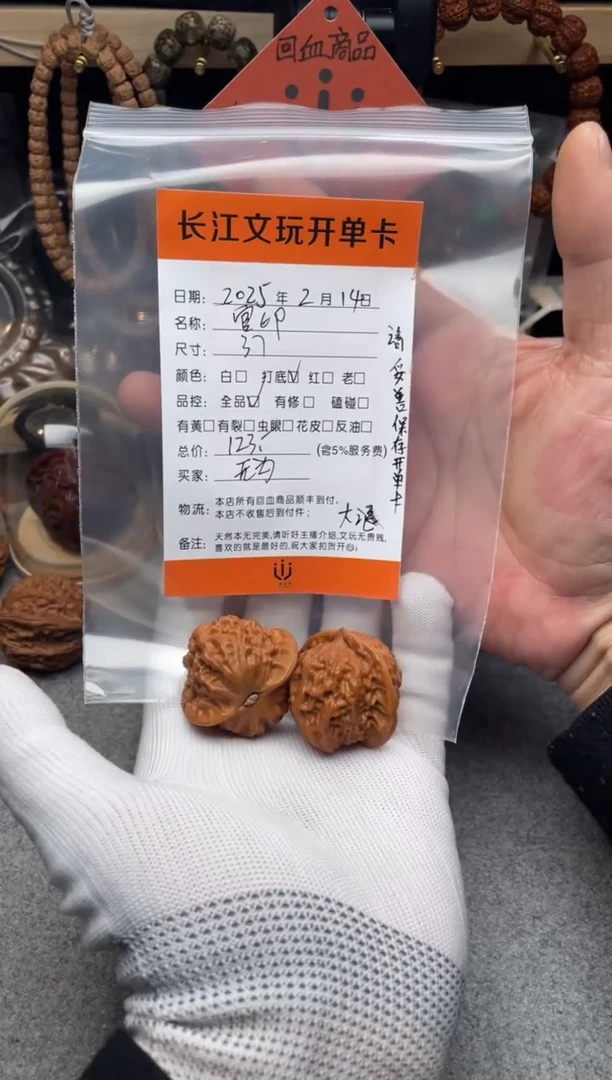 回血商品
长江文玩开单卡
日期: 2025年2月14日
名称: 官印
尺寸: 37
颜色: 白□ 打底☑ 红□ 老□
品控: 全品☑ 有修□ 磕碰□
有黄□有裂□虫眼□花皮□反油□
总价: 123. (含5%服务费)
买家:
物流: 本店所有回血商品顺丰到付,
本店不收售后到付件;
备注: 天然本无完美,请听好主播介绍,文玩无贵贱,
喜欢的就是最好的,祝大家扣货开心;
请妥善保存开单卡